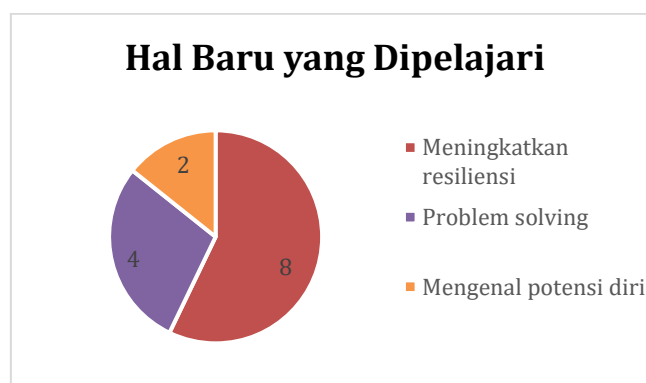 Hal Baru yang Dipelajari
2
4
8
Meningkatkan
resiliensi
Problem solving
Mengenal potensi diri